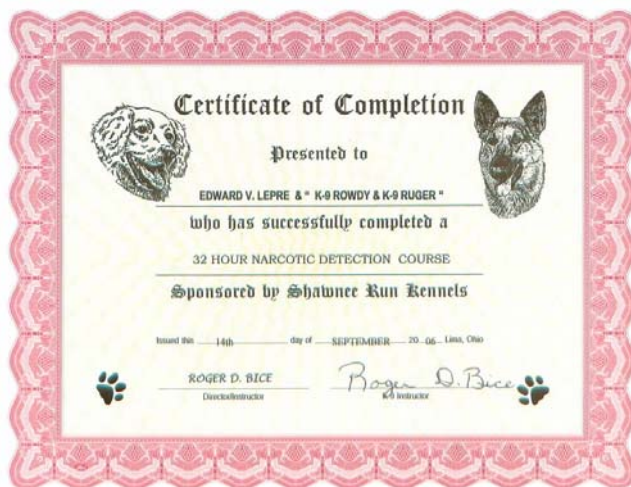 Certificate of Completion
Presented to
EDWARD V. LEPRE & " K-9 ROWDY & K-9 RUGER "
who has successfully completed a
32 HOUR NARCOTIC DETECTION COURSE
Sponsored by Shawnee Run Kennels
Issued this 14th day of SEPTEMBER 20 06 Lima, Ohio
ROGER D. BICE Roger D. Bice
Director/Instructor K-9 Instructor